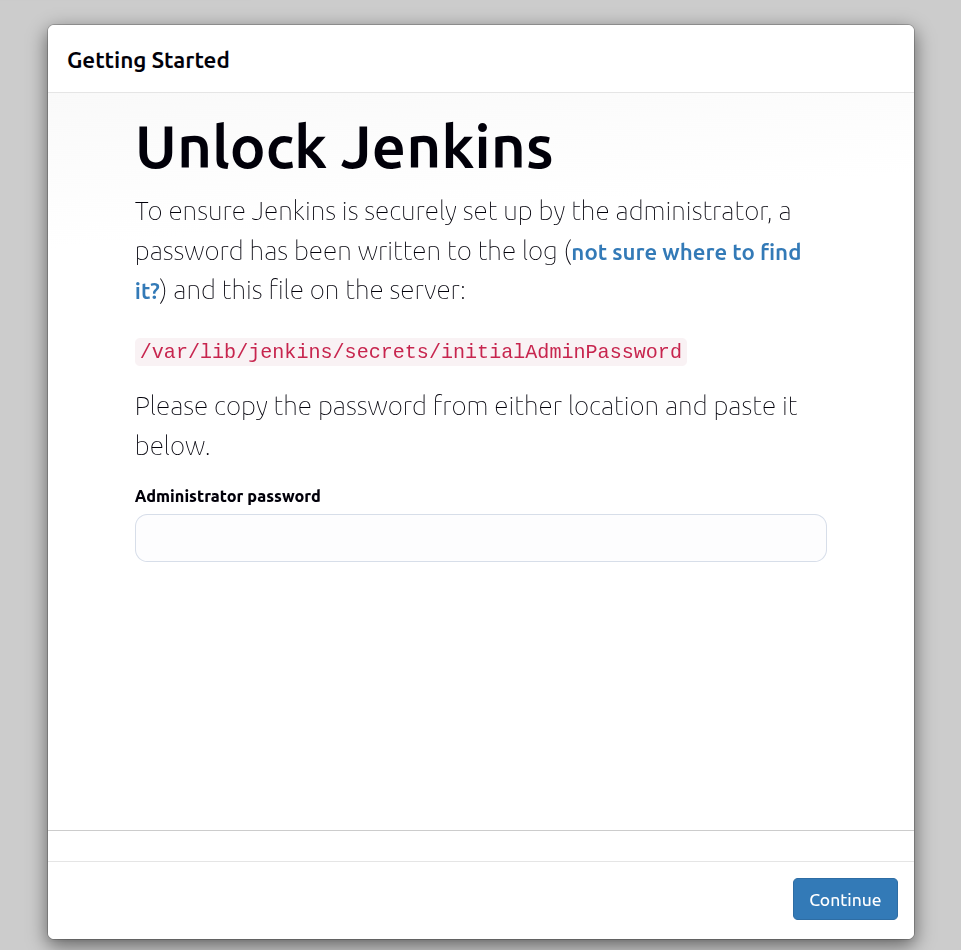 Getting Started
Unlock Jenkins
To ensure Jenkins is securely set up by the administrator, a
password has been written to the log (not sure where to find
it?) and this file on the server:
/var/lib/jenkins/secrets/initialAdminPassword
Please copy the password from either location and paste it
below.
Administrator password
Continue